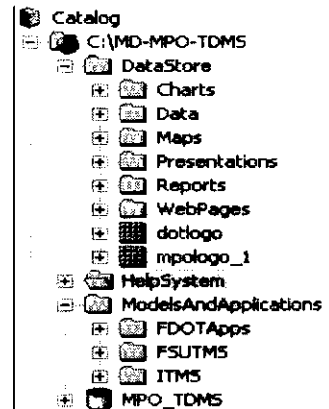 Catalog
C:\MD-MPO-TDMS
DataStore
Charts
Data
Maps
Presentations
Reports
WebPages
dotlogo
mpologo_1
HelpSystem
ModelsAndApplications
FDOTApps
FSUTMS
ITMS
MPO_TDMS